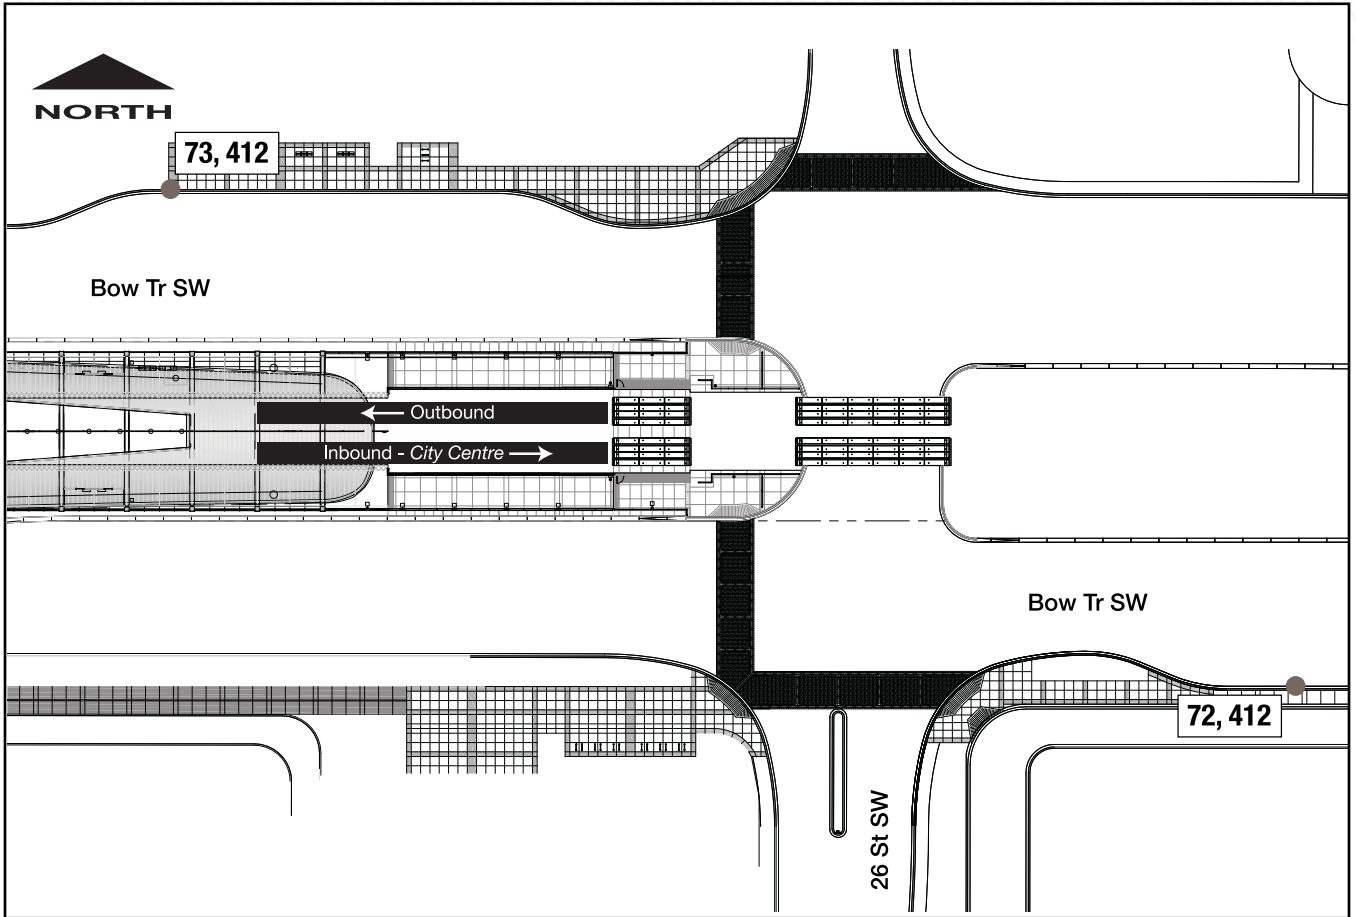 NORTH
73, 412
Bow Tr SW
Outbound
Inbound - City Centre
Bow Tr SW
72, 412
26 St SW